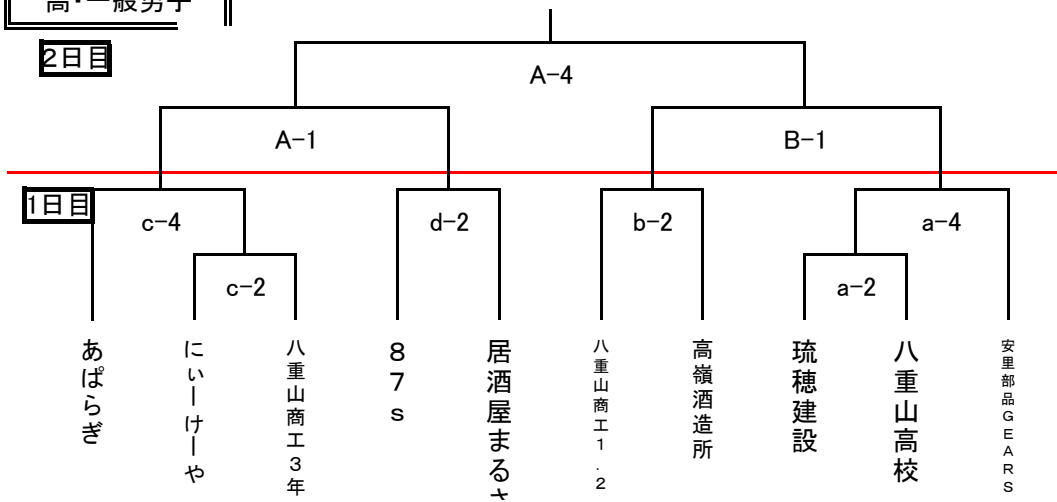 高・一般男子
2日目
A-4
A-1
B-1
1日目
c-4
d-2
b-2
a-4
c-2
a-2
あぱらぎ
にぃーけーや
八重山商工3年
87s
居酒屋まるさ
八重山商工1.2
高嶺酒造所
琉穂建設
八重山高校
安里部品GEARS